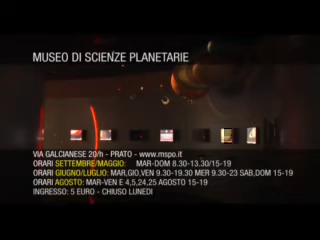 MUSEO DI SCIENZE PLANETARIE
VIA GALCIANESE 20/h - PRATO - www.mspo.it
ORARI SETTEMBRE/MAGGIO: MAR-DOM 8.30-13.30/15-19
ORARI GIUGNO/LUGLIO: MAR,GIO,VEN 9.30-19.30 MER 9.30-23 SAB,DOM 15-19
ORARI AGOSTO: MAR-VEN E 4,5,24,25 AGOSTO 15-19
INGRESSO: 5 EURO - CHIUSO LUNEDI